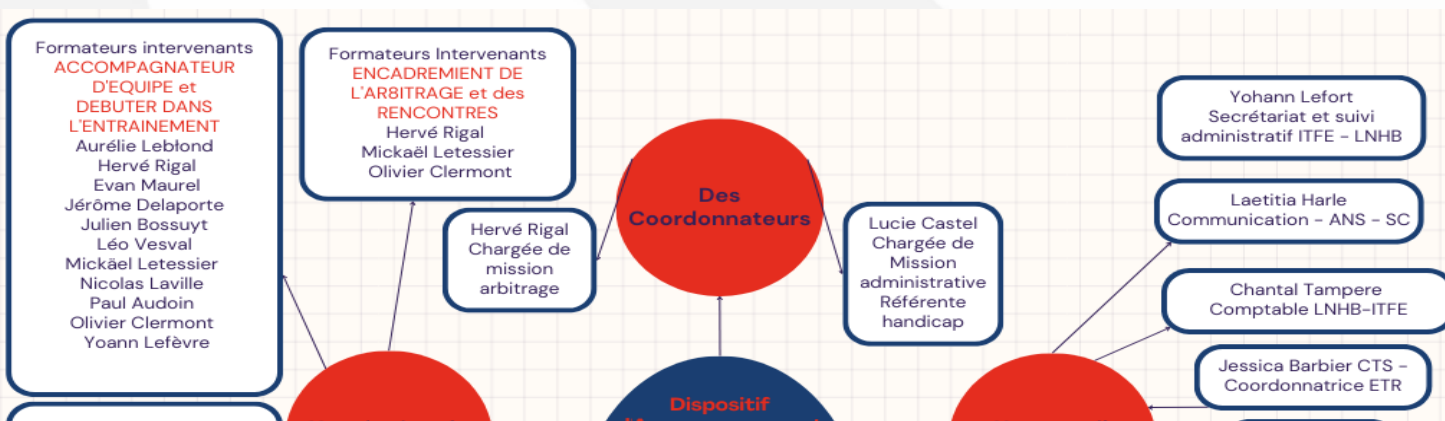 Formateurs intervenants
ACCOMPAGNATEUR
D'EQUIPE et
DEBUTER DANS
L'ENTRAINEMENT
Aurélie Lebłond
Hervé Rigal
Evan Maurel
Jérôme Delaporte
Julien Bossuyt
Léo Vesval
Mickäel Letessier
Nicolas Laville
Paul Audoin
Olivier Clermont
Yoann Lefèvre
Formateurs Intervenants
ENCADREMIENT DE
L'AR8ITRAGE et des
RENCONTRES
Hervé Rigal
Mickaël Letessier
Olivier Clermont
Hervé Rigal
Chargée de
mission
arbitrage
Des
Coordonnateurs
Lucie Castel
Chargée de
Mission
administrative
Référente
handicap
Yohann Lefort
Secrétariat et suivi
administratif ITFE - LNHB
Laetitia Harle
Communication - ANS - SC
Chantal Tampere
Comptable LNHB-ITFE
Jessica Barbier CTS -
Coordonnatrice ETR
Dispositif